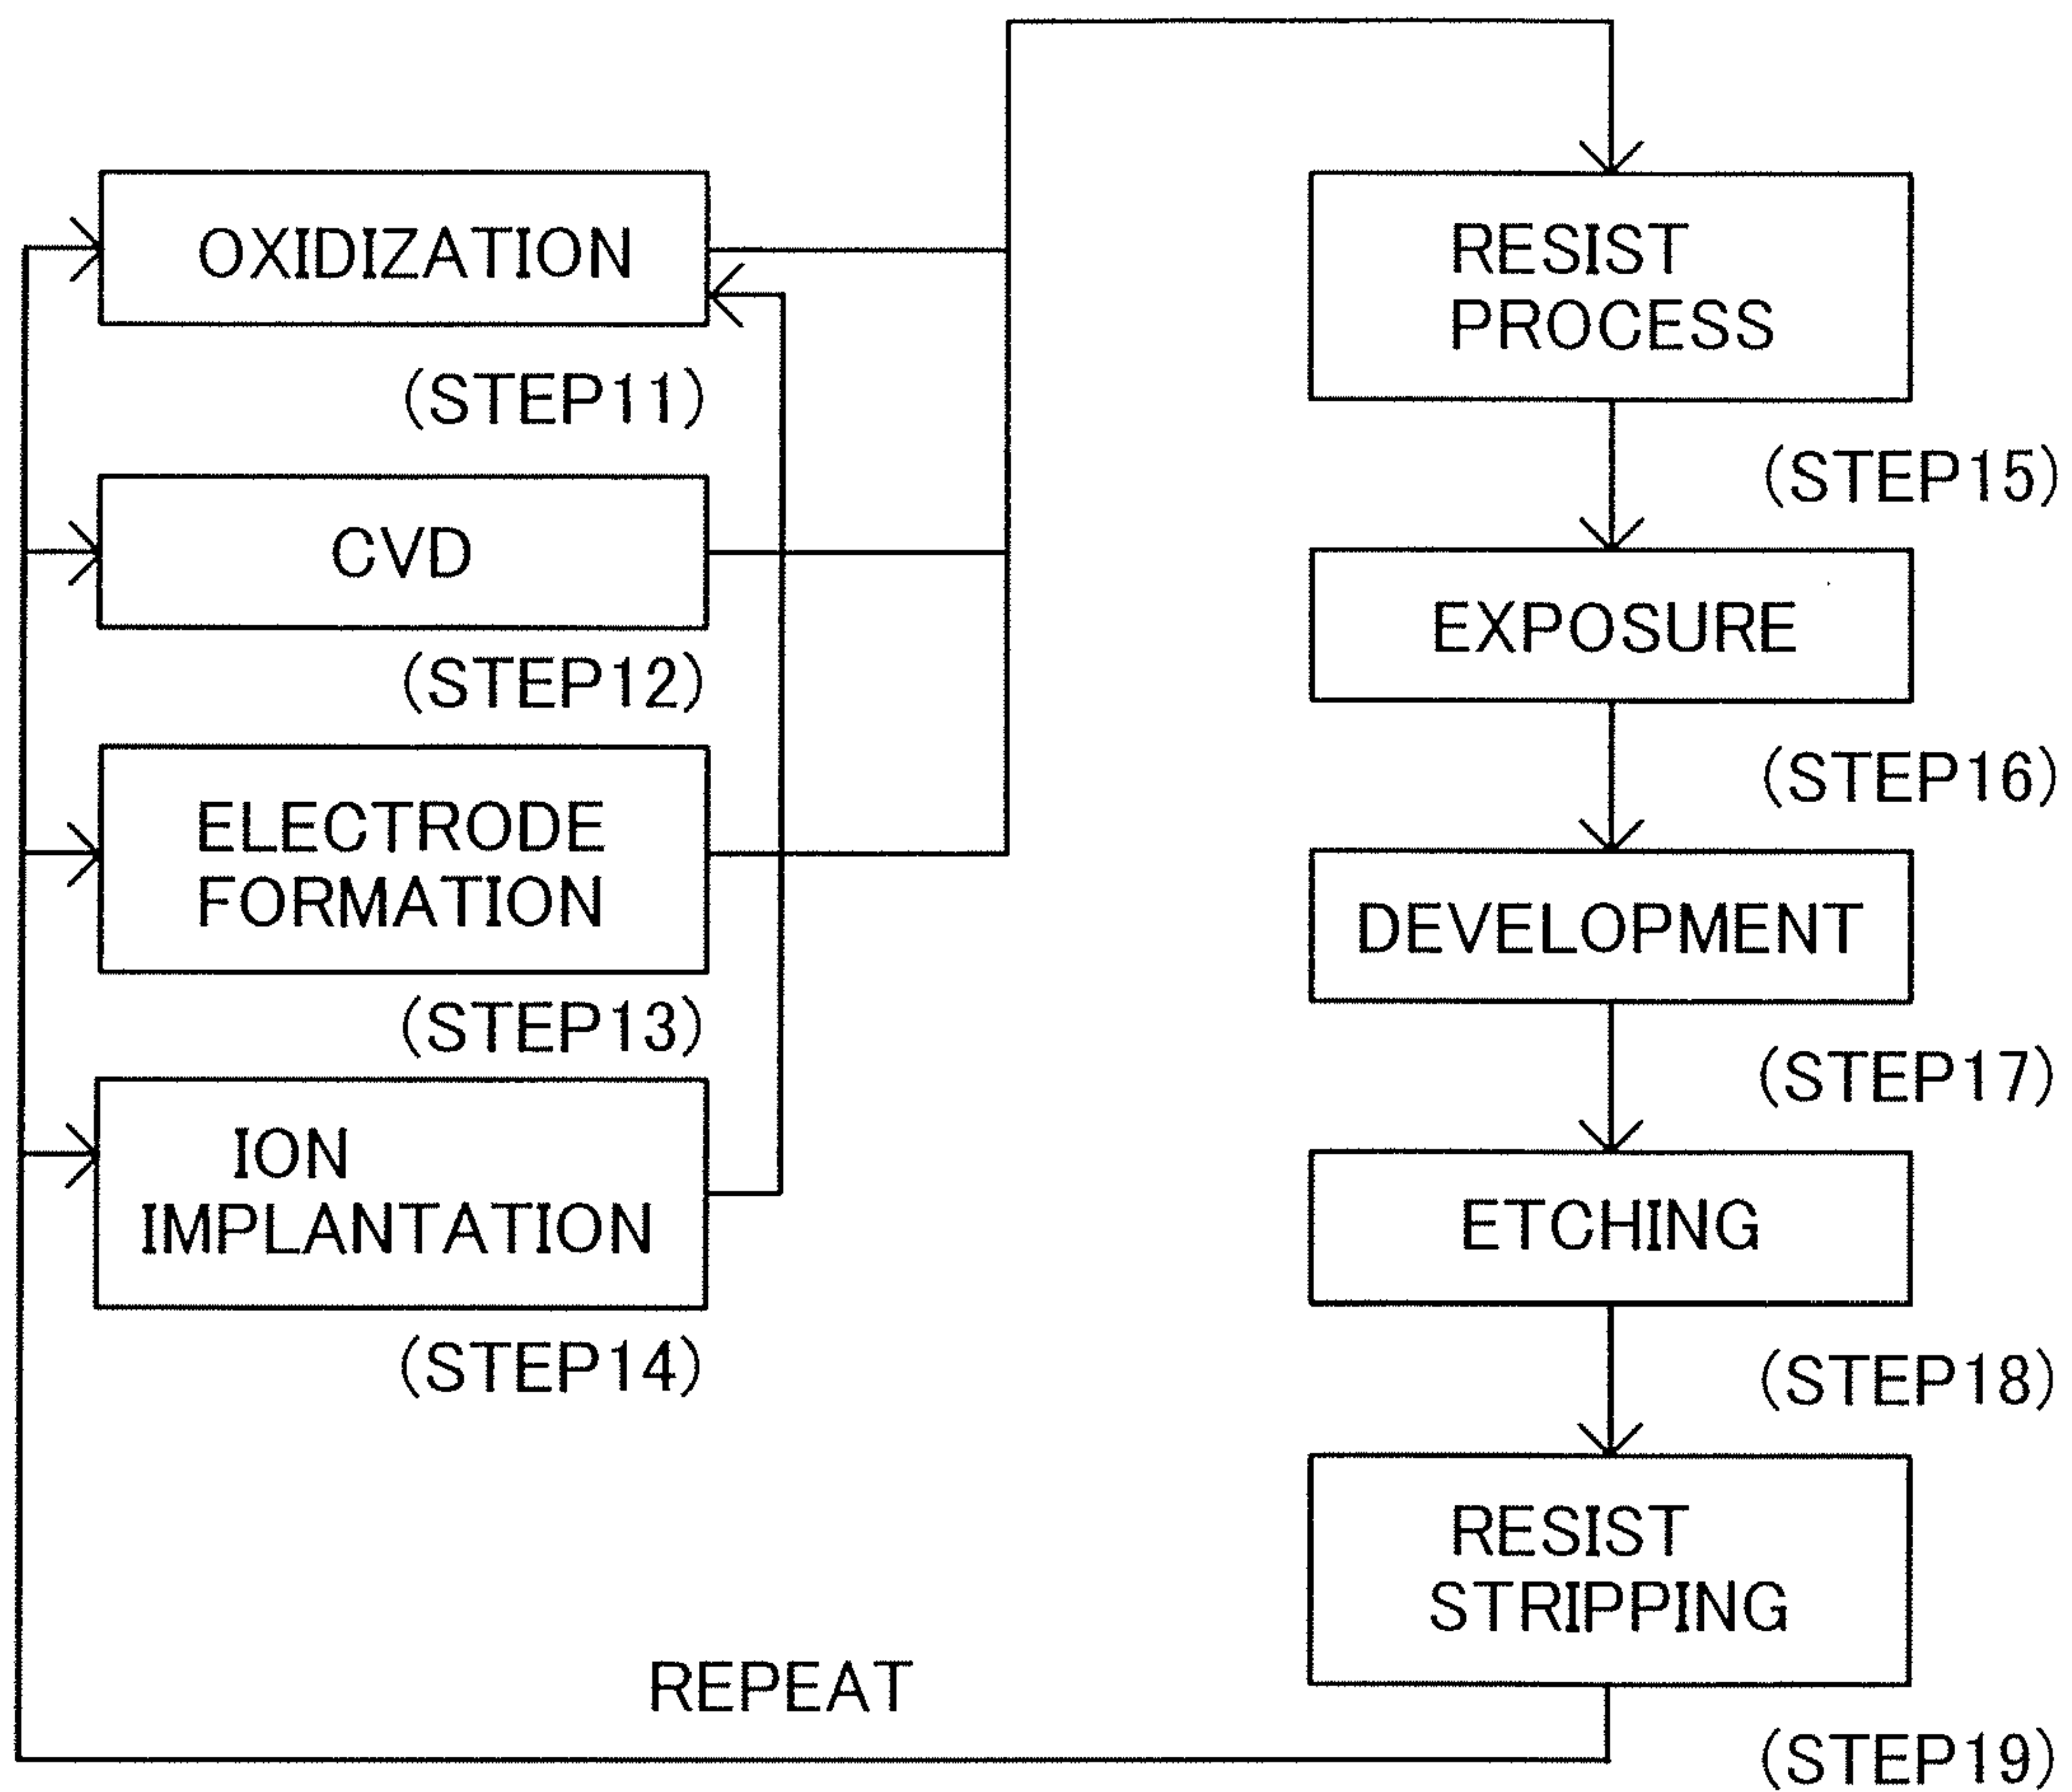 OXIDIZATION
(STEP11)
CVD
(STEP12)
ELECTRODE
FORMATION
(STEP13)
ION
IMPLANTATION
(STEP14)
RESIST
PROCESS
(STEP15)
EXPOSURE
(STEP16)
DEVELOPMENT
(STEP17)
ETCHING
(STEP18)
RESIST
STRIPPING
(STEP19)
REPEAT